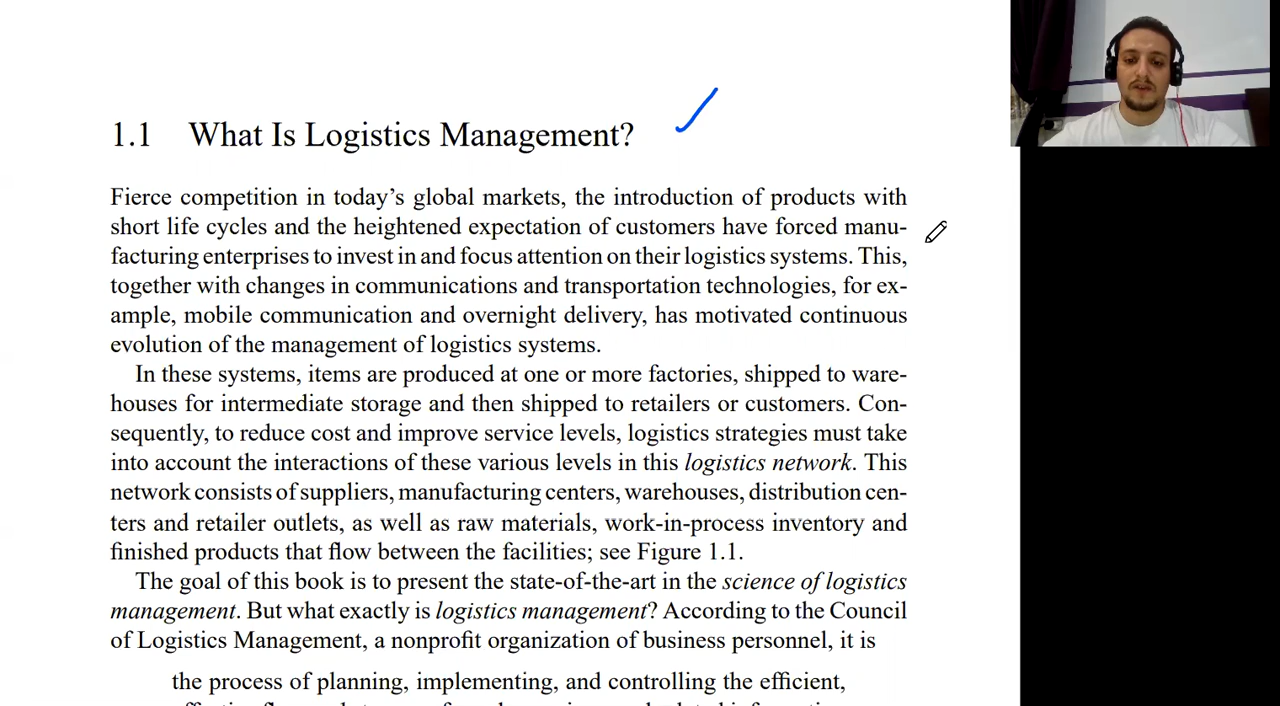 1.1 What Is Logistics Management?
Fierce competition in today's global markets, the introduction of products with
short life cycles and the heightened expectation of customers have forced manu-
facturing enterprises to invest in and focus attention on their logistics systems. This,
together with changes in communications and transportation technologies, for ex-
ample, mobile communication and overnight delivery, has motivated continuous
evolution of the management of logistics systems.
In these systems, items are produced at one or more factories, shipped to ware-
houses for intermediate storage and then shipped to retailers or customers. Con-
sequently, to reduce cost and improve service levels, logistics strategies must take
into account the interactions of these various levels in this logistics network. This
network consists of suppliers, manufacturing centers, warehouses, distribution cen-
ters and retailer outlets, as well as raw materials, work-in-process inventory and
finished products that flow between the facilities; see Figure 1.1.
The goal of this book is to present the state-of-the-art in the science of logistics
management. But what exactly is logistics management? According to the Council
of Logistics Management, a nonprofit organization of business personnel, it is
the process of planning, implementing, and controlling the efficient,